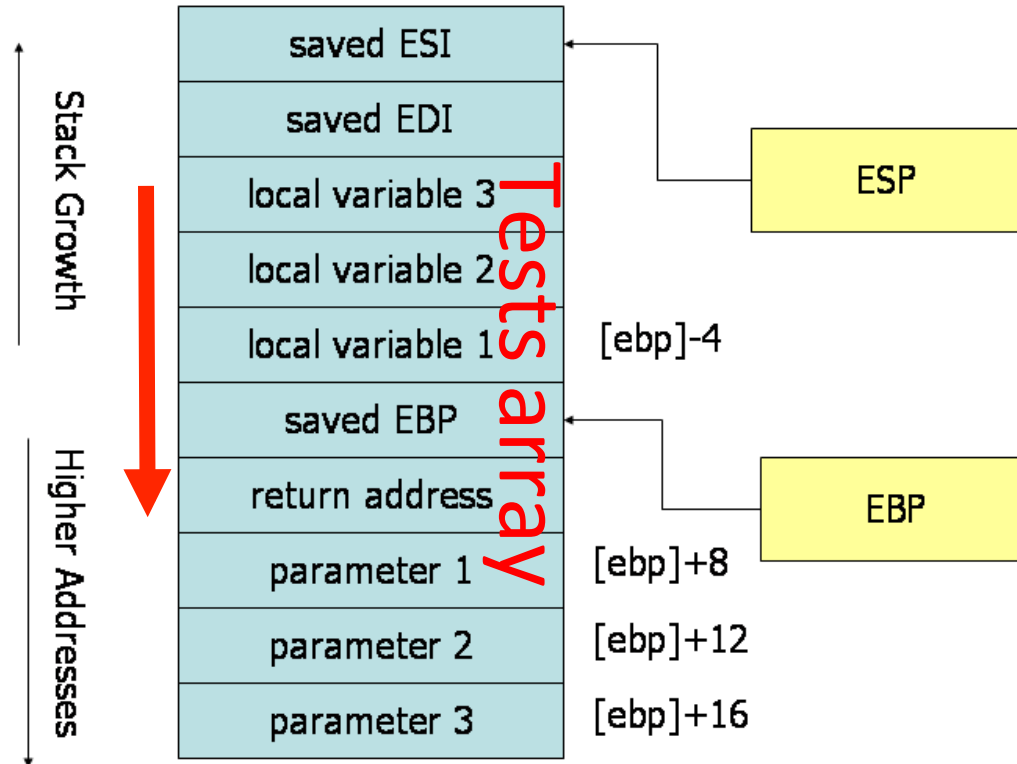 Stack Growth
Higher Addresses
saved ESI
saved EDI
local variable 3
local variable 2
local variable 1
saved EBP
return address
parameter 1
parameter 2
parameter 3
Tests array
[ebp]-4
[ebp]+8
[ebp]+12
[ebp]+16
ESP
EBP